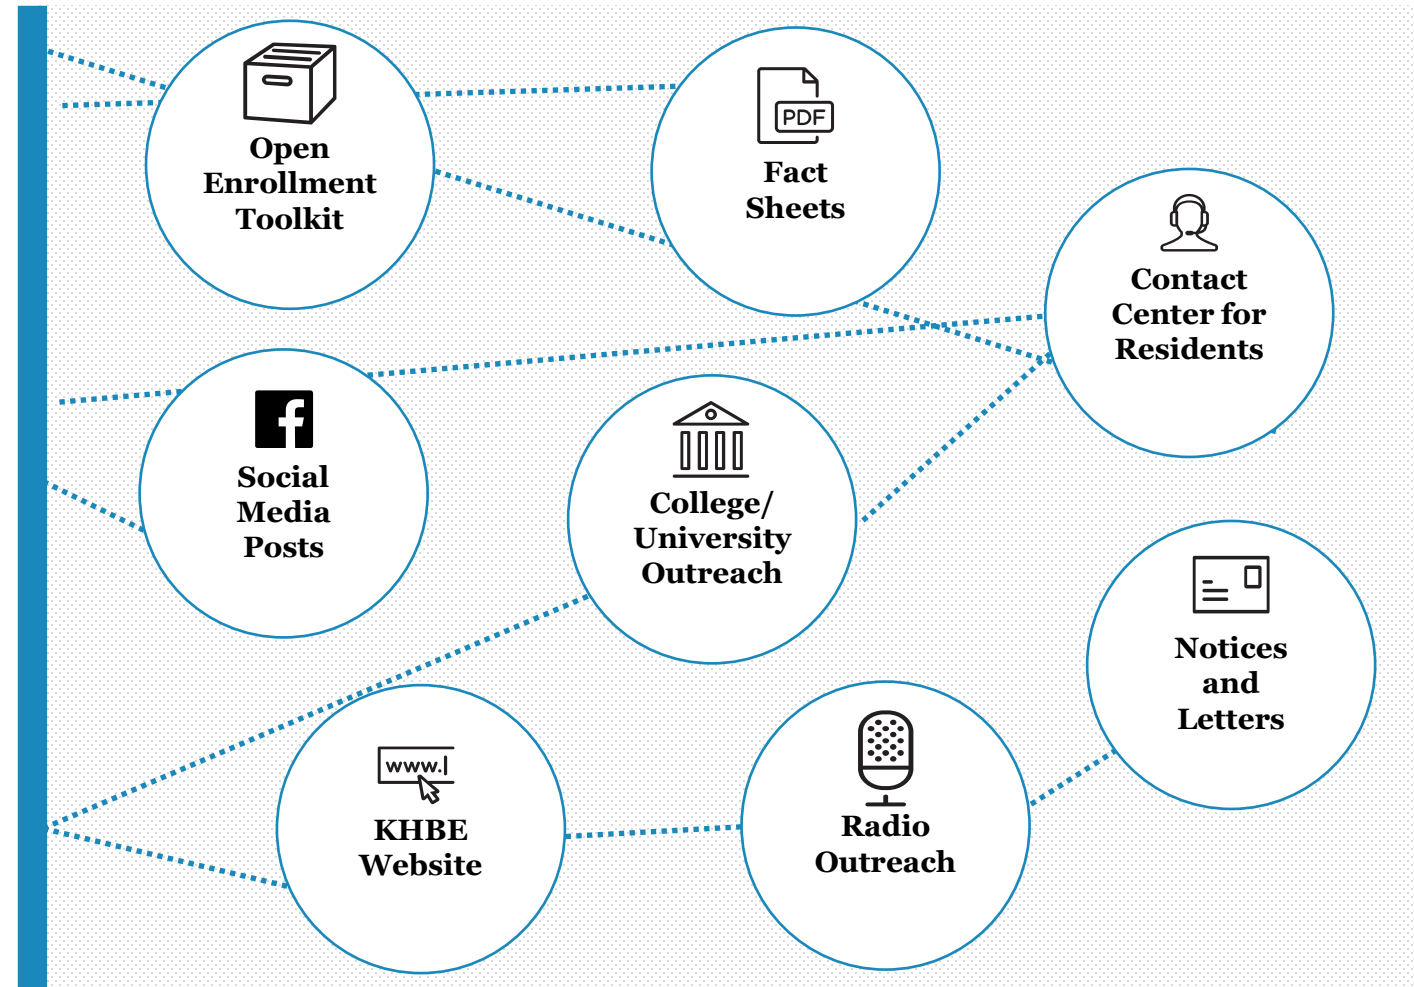 Open
Enrollment
Toolkit
PDF
Fact
Sheets
Contact
Center for
Residents
Social
Media
Posts
College/
University
Outreach
Notices
and
Letters
www.
KHBE
Website
Radio
Outreach